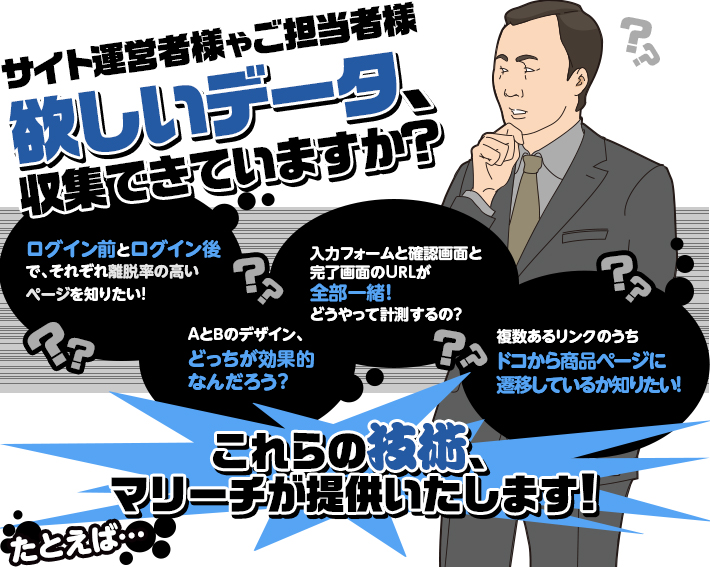 サイト運営者様やご担当者様
欲しいデータ、
収集できていますか?
ログイン前とログイン後
で、それぞれ離脱率の高い
ページを知りたい!
入力フォームと確認画面と
完了画面のURLが
全部一緒!
どうやって計測するの?
AとBのデザイン、
どっちが効果的
なんだろう?
複数あるリンクのうち
ドコから商品ページに
遷移しているか知りたい!
??
??
??
??
??
これらの技術、
マリーチが提供いたします!
たとえば…